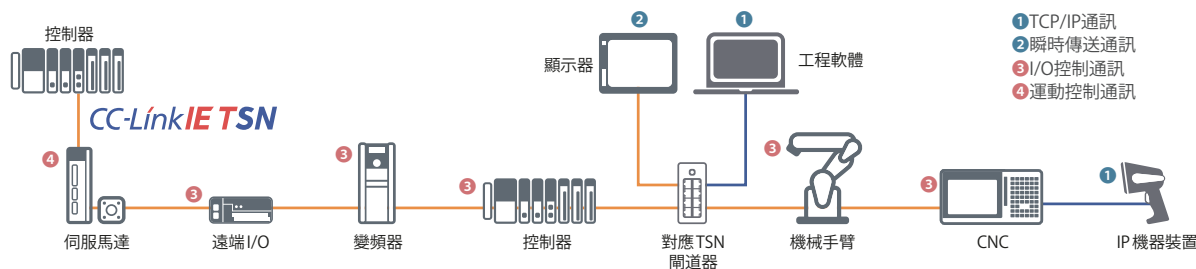 控制器
CC-Link IE TSN
❷
顯示器
❶
工程軟體
❶TCP/IP通訊
❷瞬時傳送通訊
❸I/O控制通訊
❹運動控制通訊
❹
伺服馬達
❸
遠端I/O
❸
變頻器
❸
控制器
對應TSN
閘道器
❸
機械手臂
❸
CNC
❶
IP機器裝置